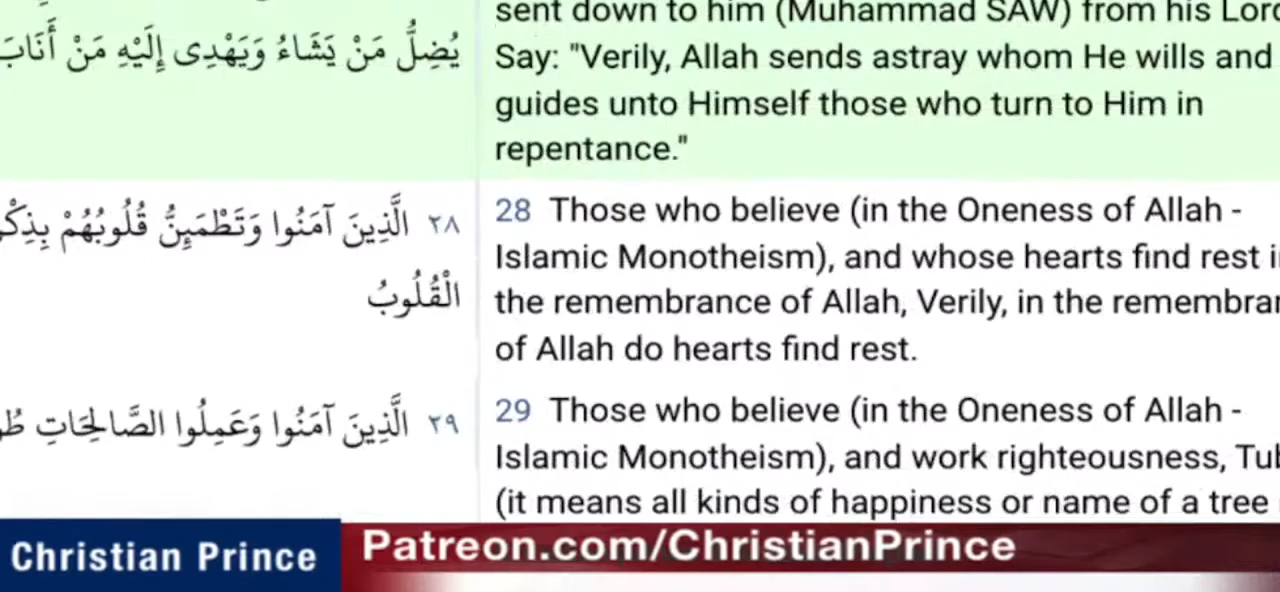 sent down to him (Muhammad SAW) from his Lord
يُضِلُّ مَنْ يَشَاءُ وَيَهْدِى إِلَيْهِ مَنْ أَنَابَ
Say: "Verily, Allah sends astray whom He wills and
guides unto Himself those who turn to Him in
repentance."
٢٨ الَّذِينَ آمَنُوا وَتَطْمَئِنُّ قُلُوبُهُمْ
الْقُلُوبُ
28 Those who believe (in the Oneness of Allah -
Islamic Monotheism), and whose hearts find rest
the remembrance of Allah, Verily, in the
of Allah do hearts find rest.
٢٩ الَّذِينَ آمَنُوا وَعَمِلُوا الصَّالِحَاتِ
29 Those who believe (in the Oneness of Allah -
Islamic Monotheism), and work righteousness,
(it means all kinds of happiness or name of a tree
Christian Prince
Patreon.com/ChristianPrince